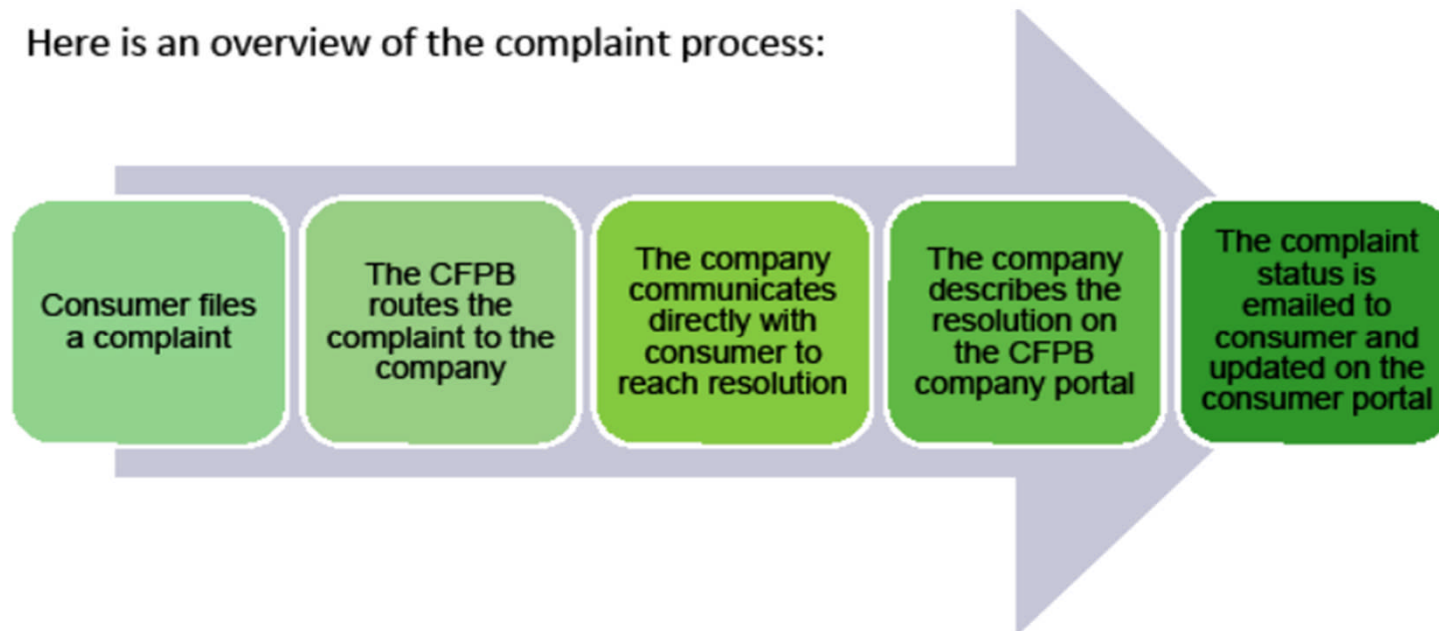 Here is an overview of the complaint process:
Consumer files
a complaint
The CFPB
routes the
complaint to the
company
The company
communicates
directly with
consumer to
reach resolution
The company
describes the
resolution on
the CFPB
company portal
The complaint
status is
emailed to
consumer and
updated on the
consumer portal